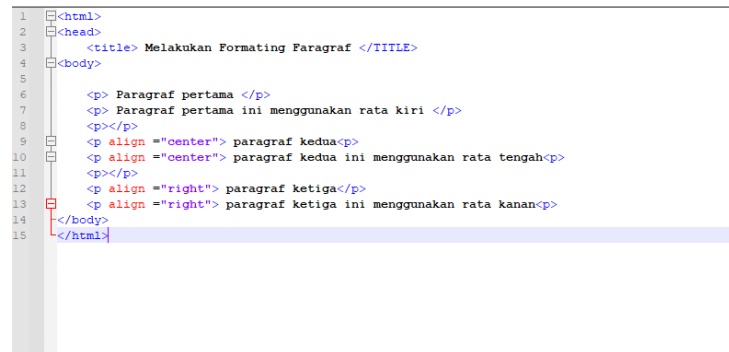 1 <html>
2 <head>
3 <title> Melakukan Formating Faragraf </TITLE>
4 <body>
5
6 <p> Paragraf pertama </p>
7 <p> Paragraf pertama ini menggunakan rata kiri </p>
8 <p></p>
9 <p align ="center"> paragraf kedua<p>
10 <p align ="center"> paragraf kedua ini menggunakan rata tengah<p>
11 <p></p>
12 <p align ="right"> paragraf ketiga</p>
13 <p align ="right"> paragraf ketiga ini menggunakan rata kanan<p>
14 </body>
15 </html>